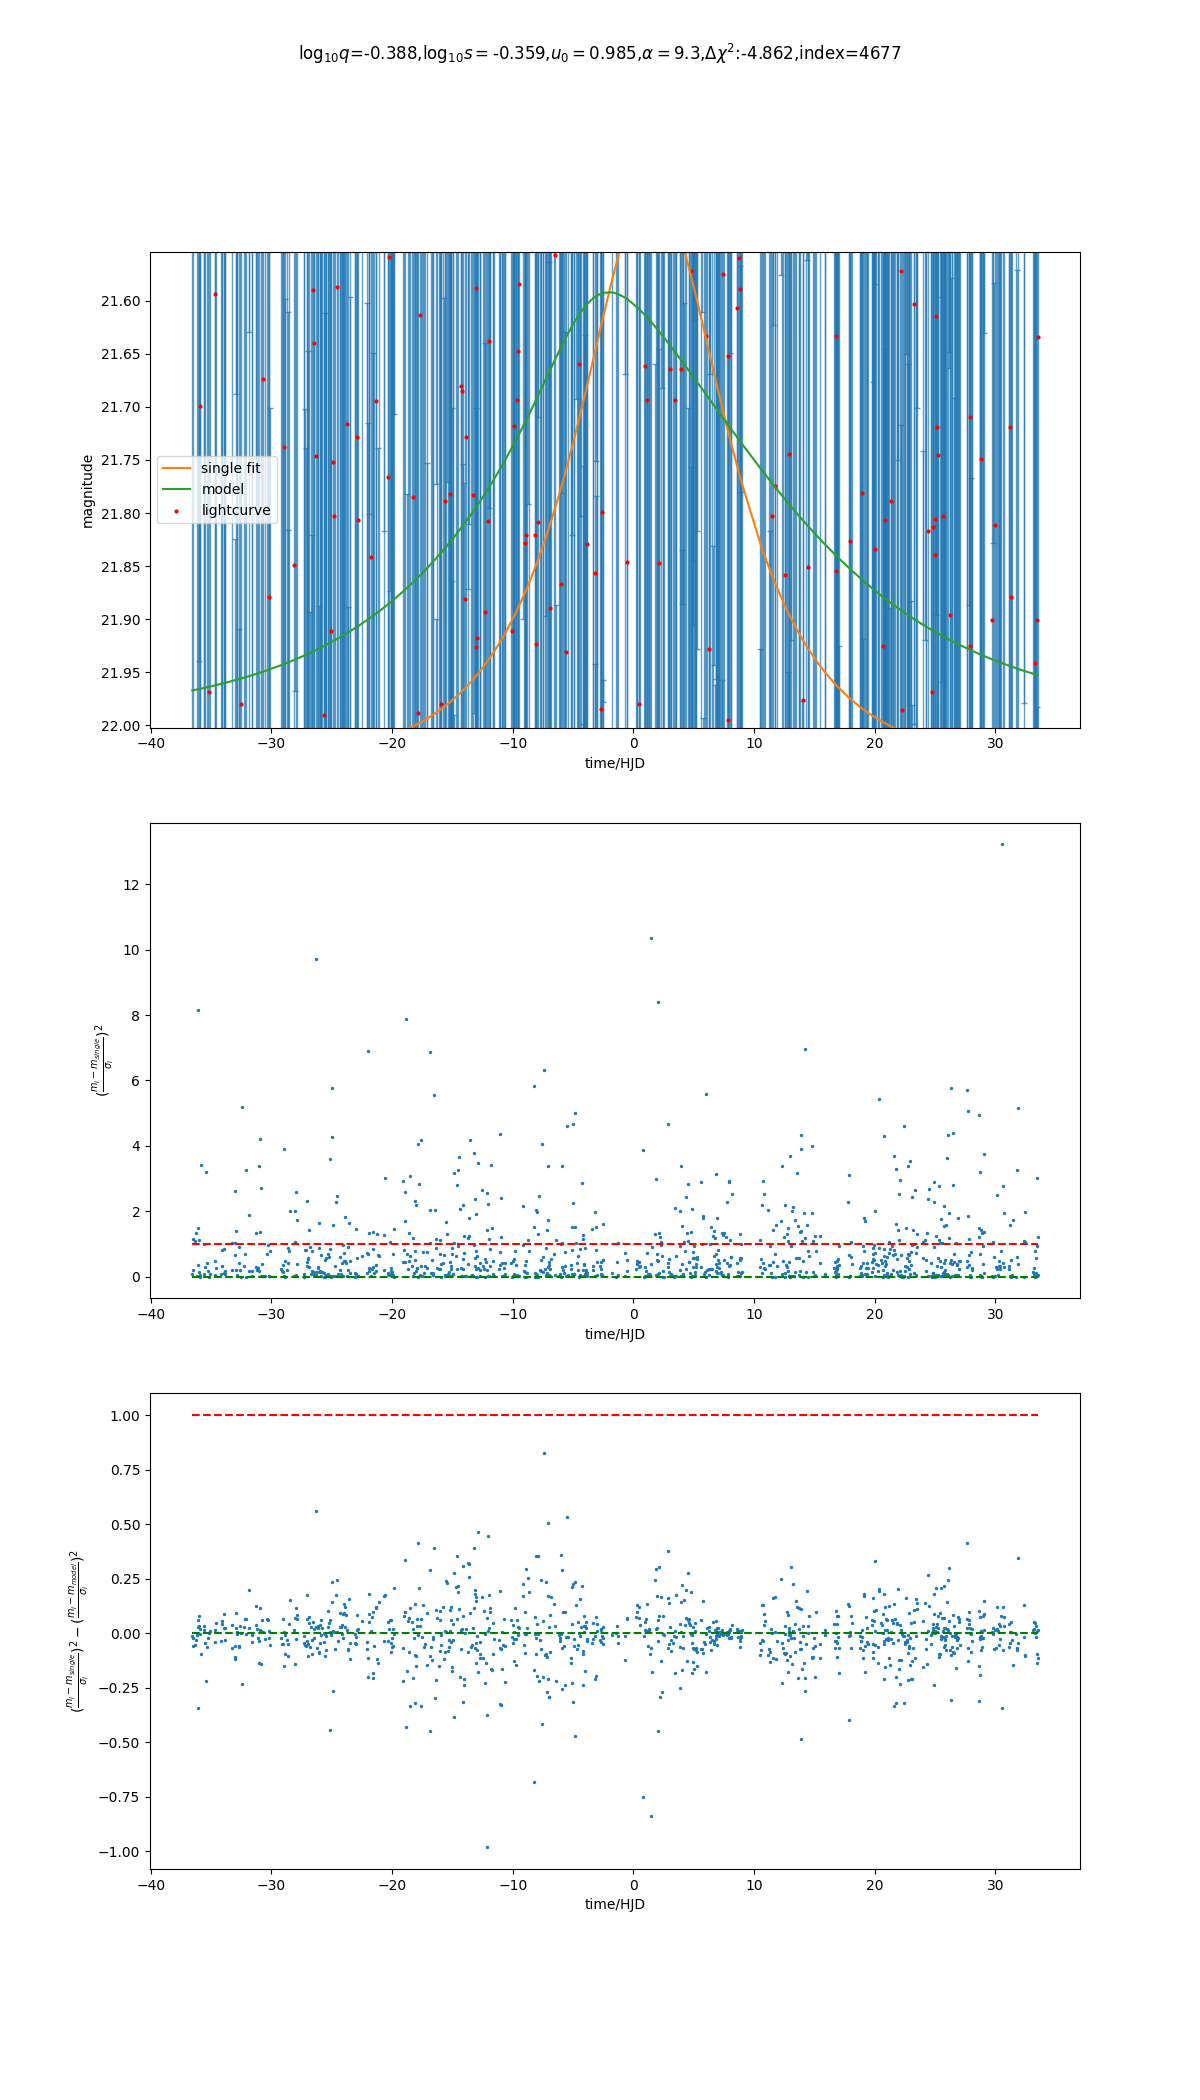 log₁₀q=-0.388,log₁₀s = -0.359,u₀ = 0.985,α = 9.3,Δχ²:-4.862,index=4677
21.60
21.65
21.70
21.75
21.80
21.85
21.90
21.95
22.00
magnitude
single fit
model
lightcurve
−40 −30 −20 −10 0 10 20 30
time/HJD
12
10
8
6
4
2
0
((mᵢ − m_single)/σᵢ)²
−40 −30 −20 −10 0 10 20 30
time/HJD
1.00
0.75
0.50
0.25
0.00
−0.25
−0.50
−0.75
−1.00
((mᵢ − m_single)/σᵢ)² − ((mᵢ − m_model)/σᵢ)²
−40 −30 −20 −10 0 10 20 30
time/HJD